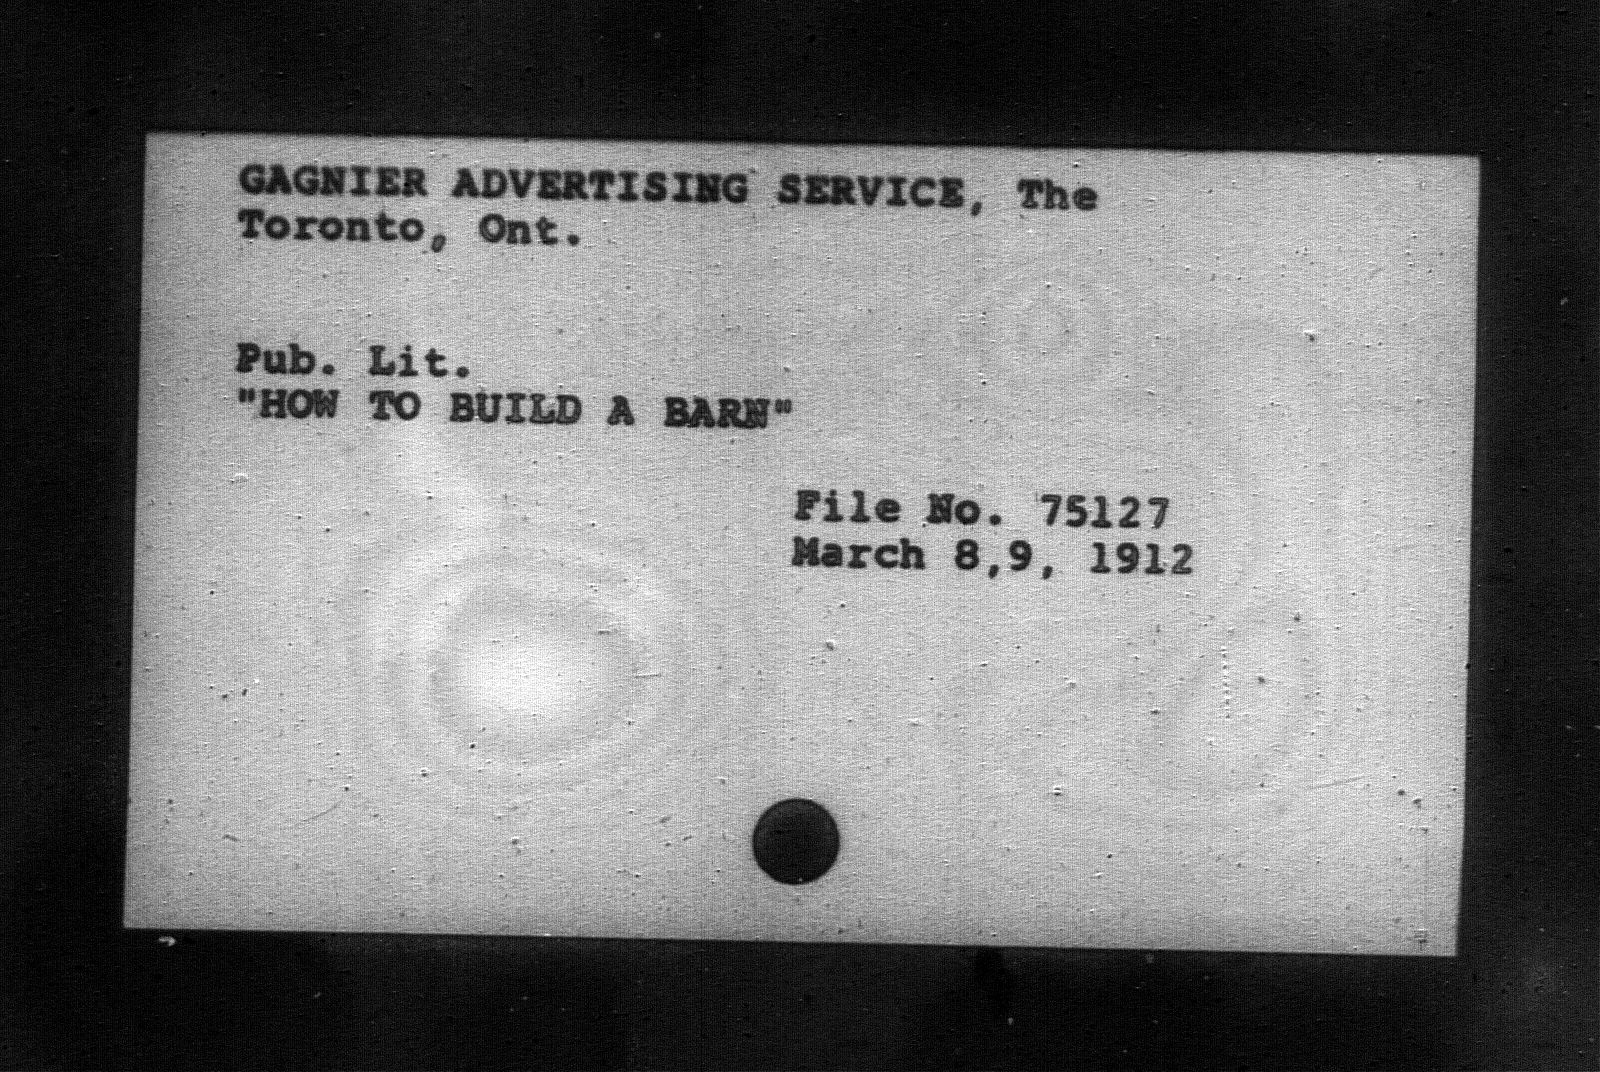 GAGNIER ADVERTISING SERVICE, The
Toronto, Ont.
Pub. Lit.
"HOW TO BUILD A BARN"
File No. 75127
March 8,9, 1912